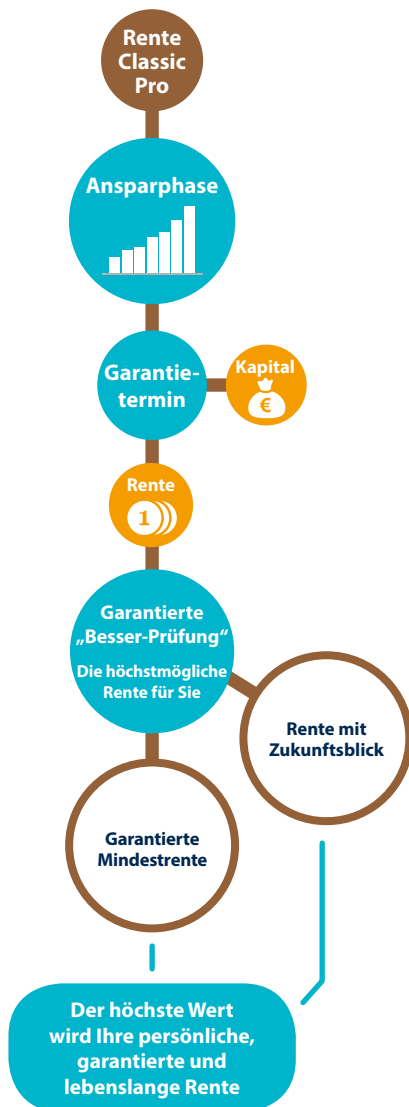 Rente
Classic
Pro
Ansparphase
Garantie-
termin
Kapital
€
Rente
1
Garantierte
„Besser-Prüfung“
Die höchstmögliche
Rente für Sie
Rente mit
Zukunftsblick
Garantierte
Mindestrente
Der höchste Wert
wird Ihre persönliche,
garantierte und
lebenslange Rente